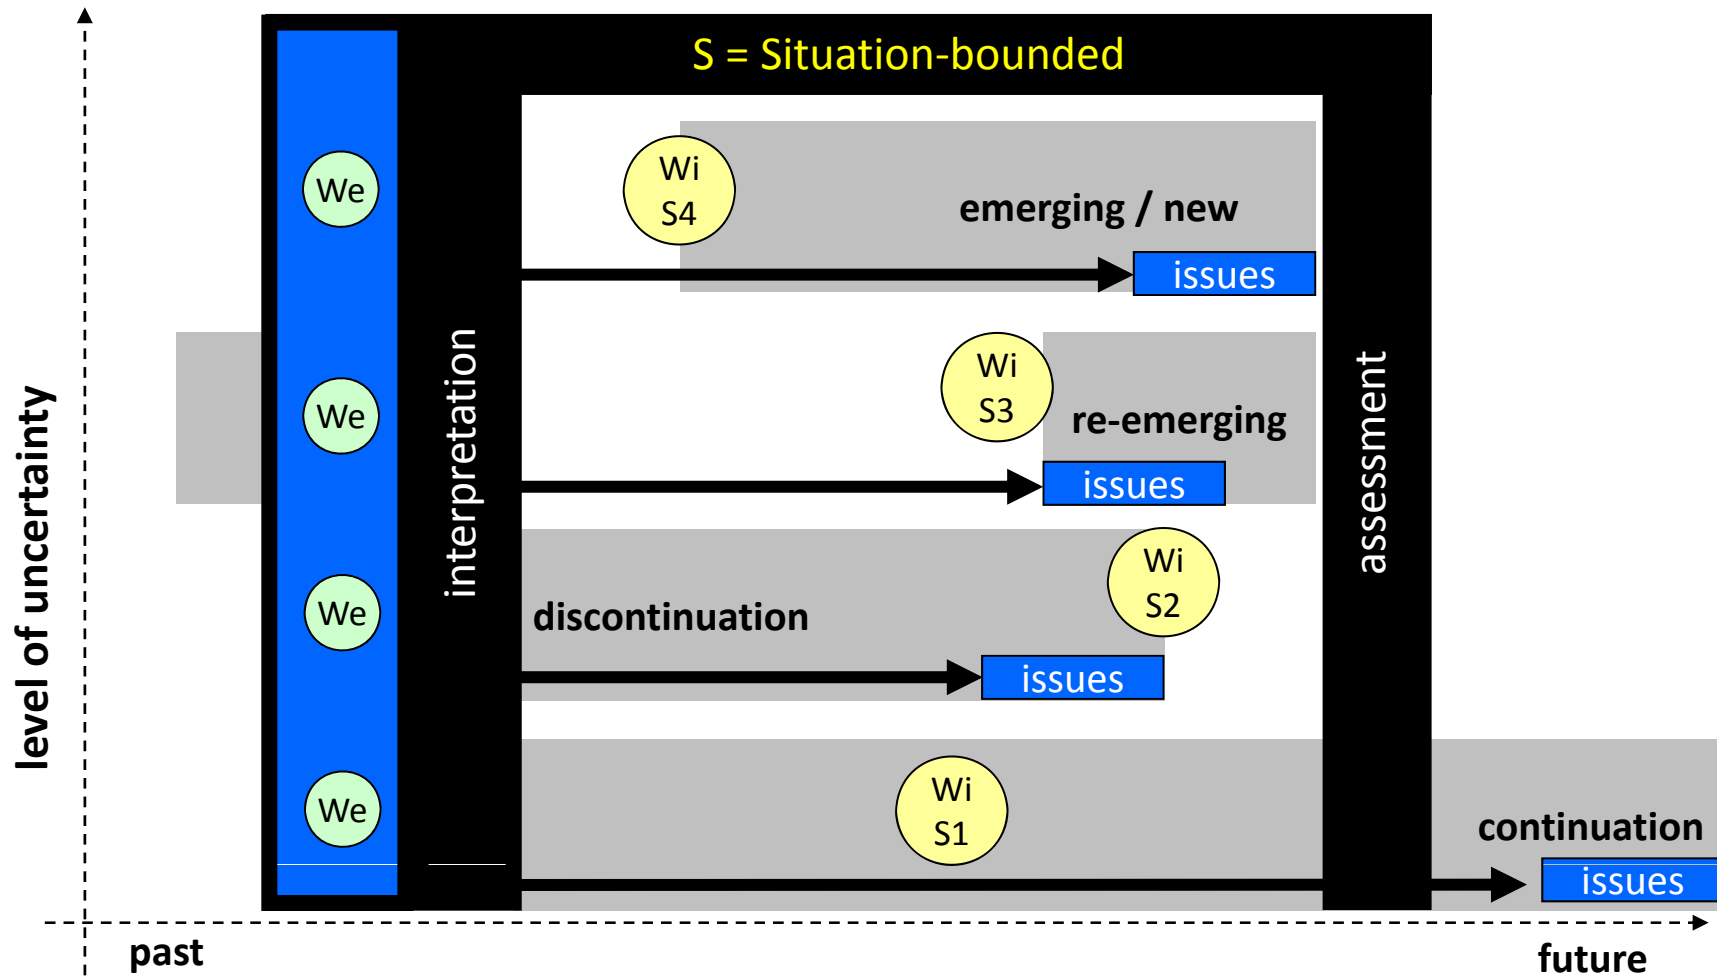 S = Situation-bounded
We
Wi
S4
emerging / new
issues
level of uncertainty
interpretation
assessment
We
Wi
S3
re-emerging
issues
We
Wi
S2
discontinuation
issues
We
Wi
S1
continuation
issues
past
future